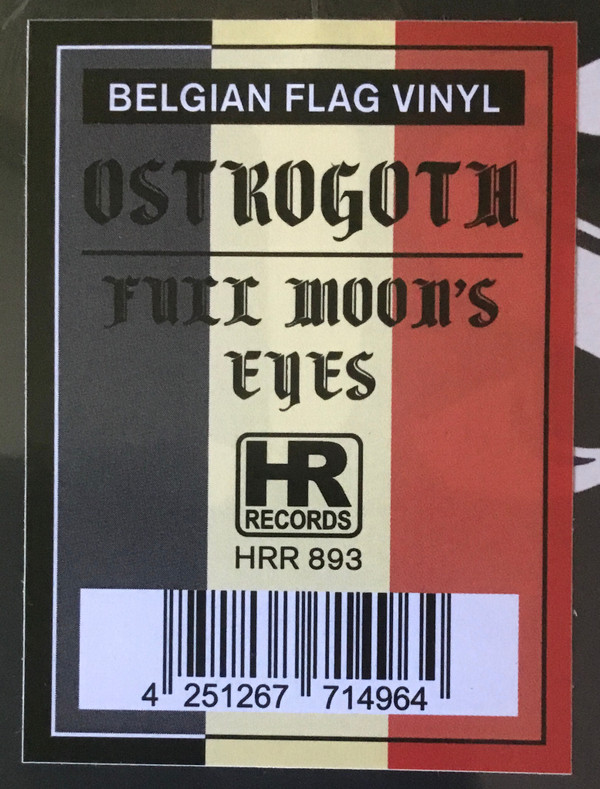 BELGIAN FLAG VINYL
OSTROGOTH
FULL MOON'S
EYES
HR
RECORDS
HRR 893
4 251267 714964